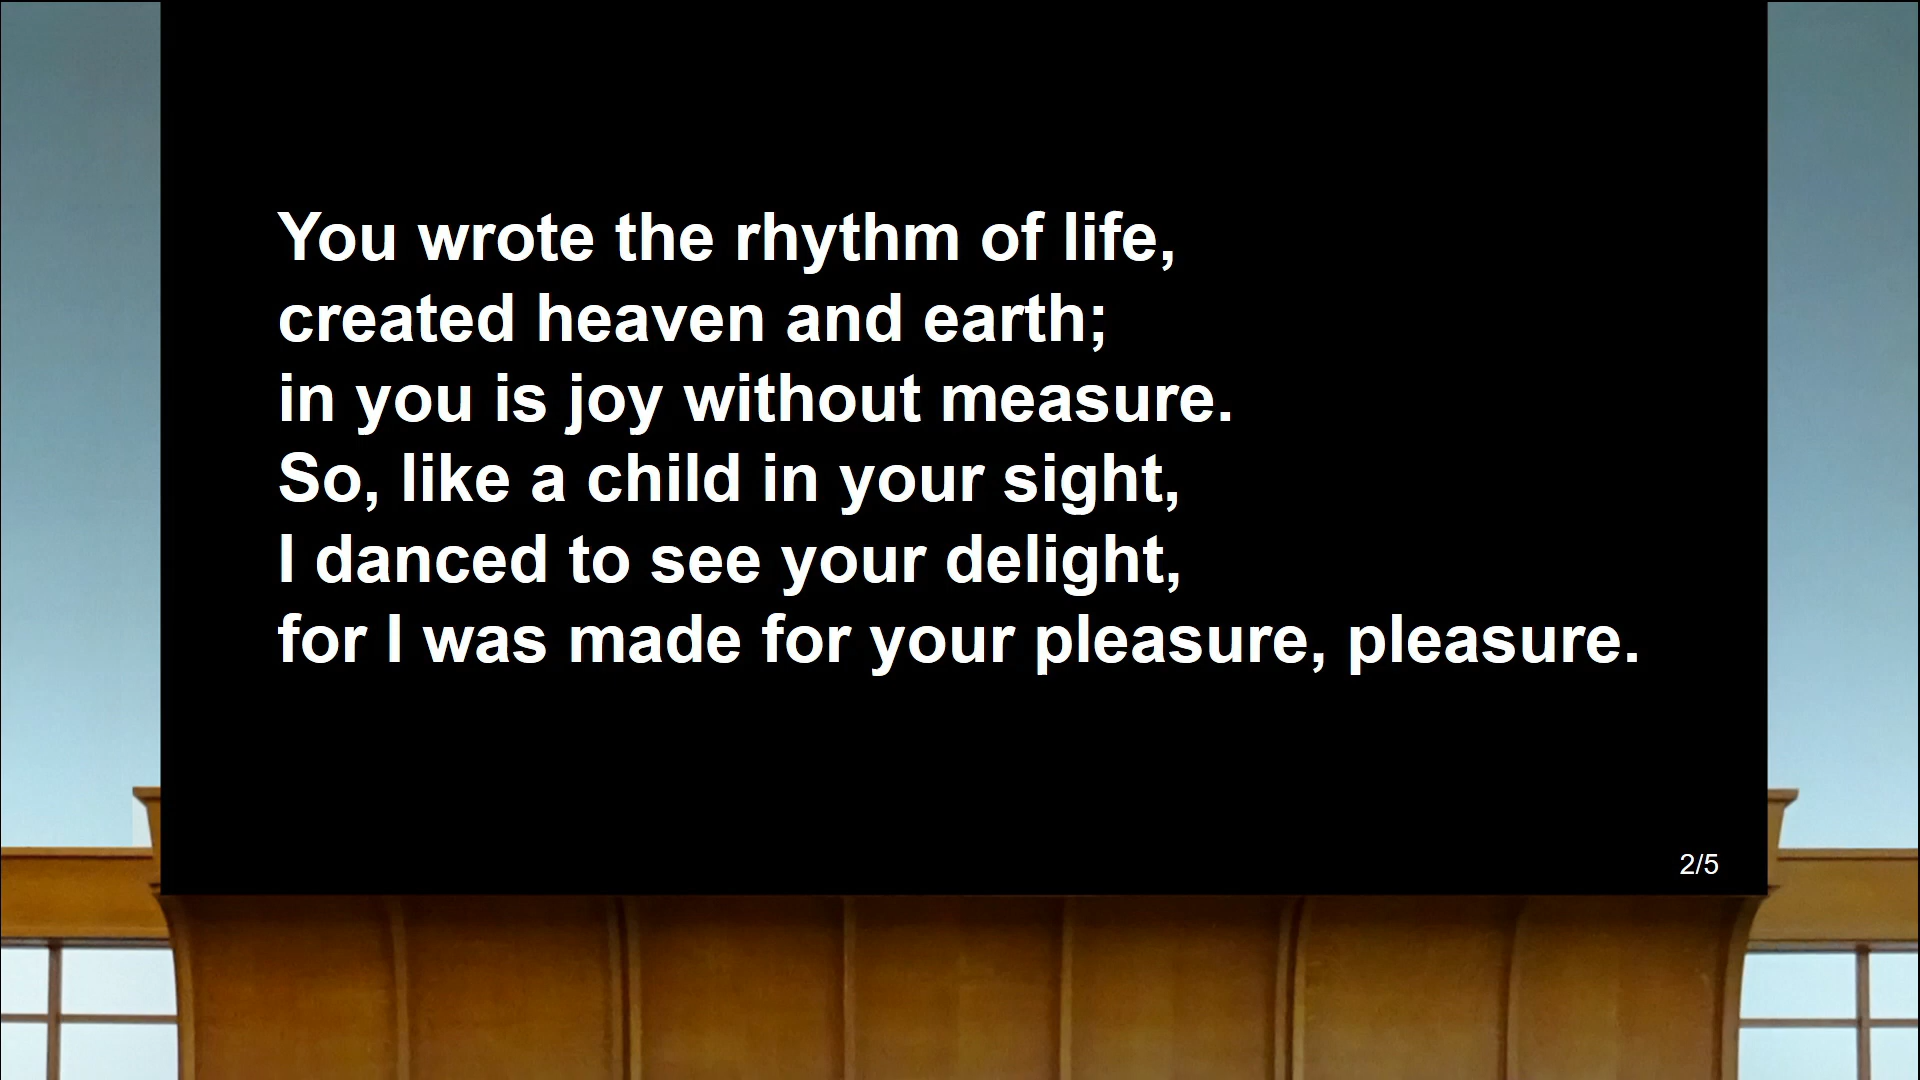 You wrote the rhythm of life,
created heaven and earth;
in you is joy without measure.
So, like a child in your sight,
I danced to see your delight,
for I was made for your pleasure, pleasure.
2/5